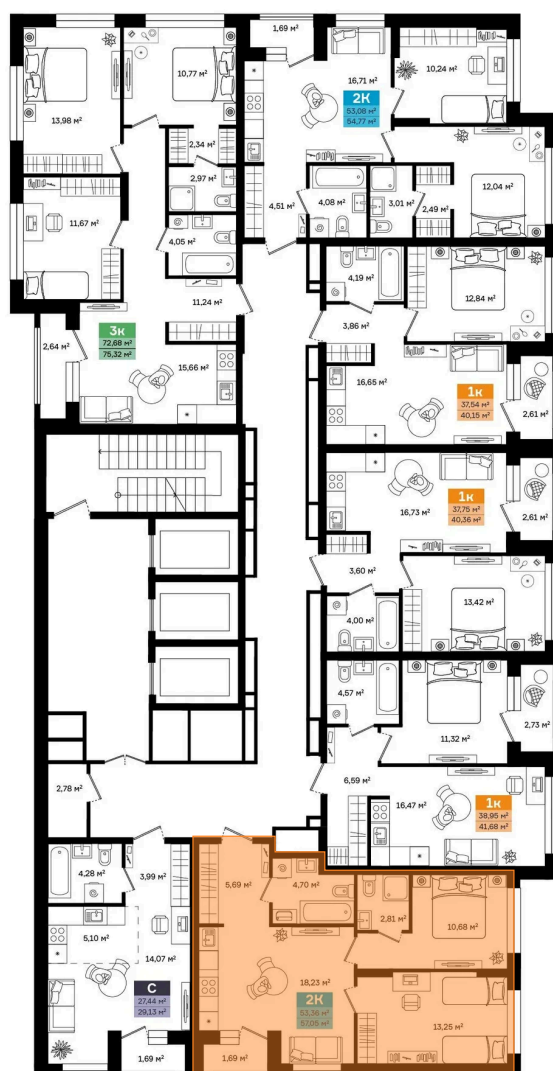 1,69 м²
10,77 м²
16,71 м²
10,24 м²
13,98 м²
2К
53,08 м²
54,77 м²
2,34 м²
2,97 м²
12,04 м²
4,51 м²
4,08 м²
3,01 м²
2,49 м²
11,67 м²
4,05 м²
4,19 м²
12,84 м²
11,24 м²
3,86 м²
3к
72,68 м²
75,32 м²
2,64 м²
15,66 м²
16,65 м²
1к
37,54 м²
40,15 м²
2,61 м²
16,73 м²
1к
37,75 м²
40,36 м²
2,61 м²
3,60 м²
13,42 м²
4,00 м²
4,57 м²
11,32 м²
2,73 м²
2,78 м²
6,59 м²
16,47 м²
1к
38,95 м²
41,68 м²
4,28 м²
3,99 м²
5,69 м²
4,70 м²
2,81 м²
10,68 м²
5,10 м²
14,07 м²
С
27,44 м²
29,13 м²
18,23 м²
2К
53,36 м²
57,05 м²
13,25 м²
1,69 м²
1,69 м²